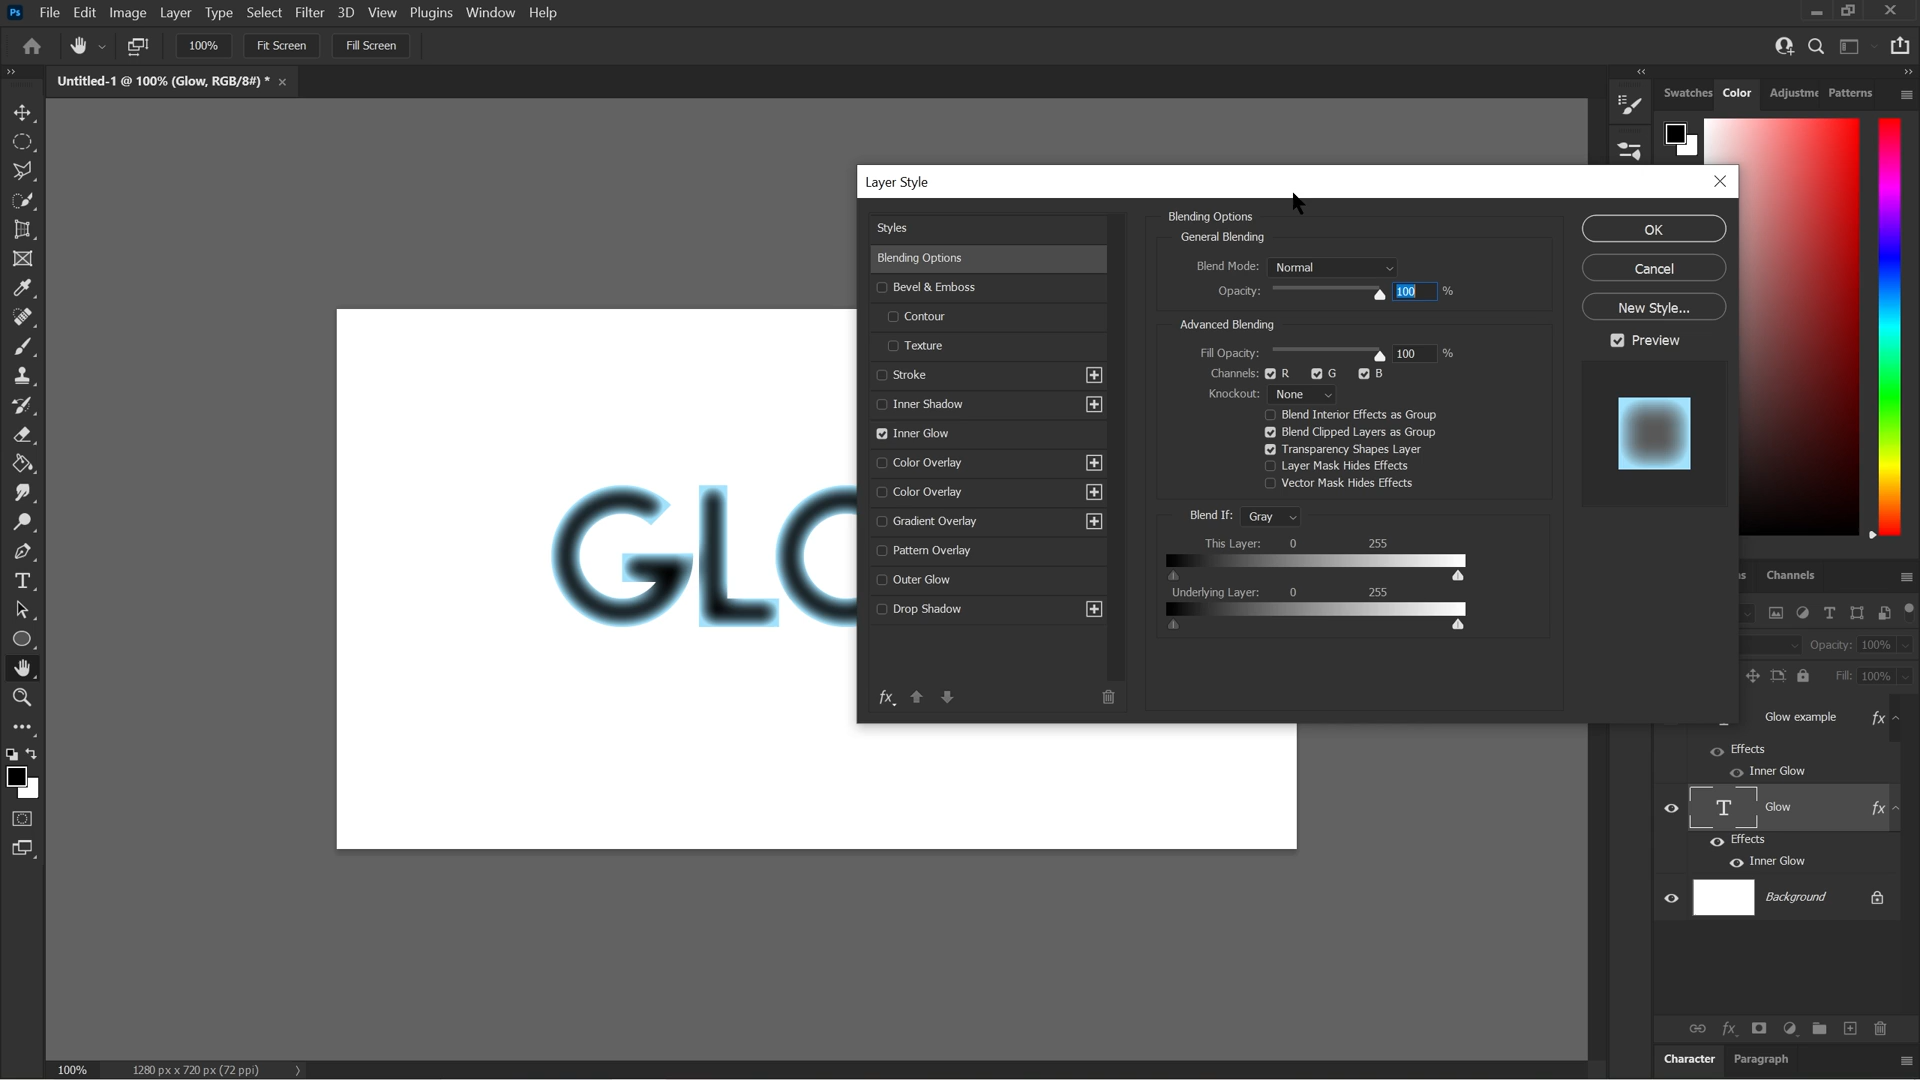 Ps File Edit Image Layer Type Select Filter 3D View Plugins Window Help
100% Fit Screen Fill Screen
Untitled-1 @ 100% (Glow, RGB/8#) *
Swatches Color Adjustme Patterns
Layer Style
Styles
Blending Options
Bevel & Emboss
Contour
Texture
Stroke
Inner Shadow
Inner Glow
Color Overlay
Color Overlay
Gradient Overlay
Pattern Overlay
Outer Glow
Drop Shadow
fx
Blending Options
General Blending
Blend Mode: Normal
Opacity: 100 %
Advanced Blending
Fill Opacity: 100 %
Channels: R G B
Knockout: None
Blend Interior Effects as Group
Blend Clipped Layers as Group
Transparency Shapes Layer
Layer Mask Hides Effects
Vector Mask Hides Effects
Blend If: Gray
This Layer: 0 255
Underlying Layer: 0 255
OK
Cancel
New Style...
Preview
GLO
Channels
Opacity: 100%
Fill: 100%
Glow example fx
Effects
Inner Glow
T Glow fx
Effects
Inner Glow
Background
fx
Character Paragraph
100% 1280 px x 720 px (72 ppi)